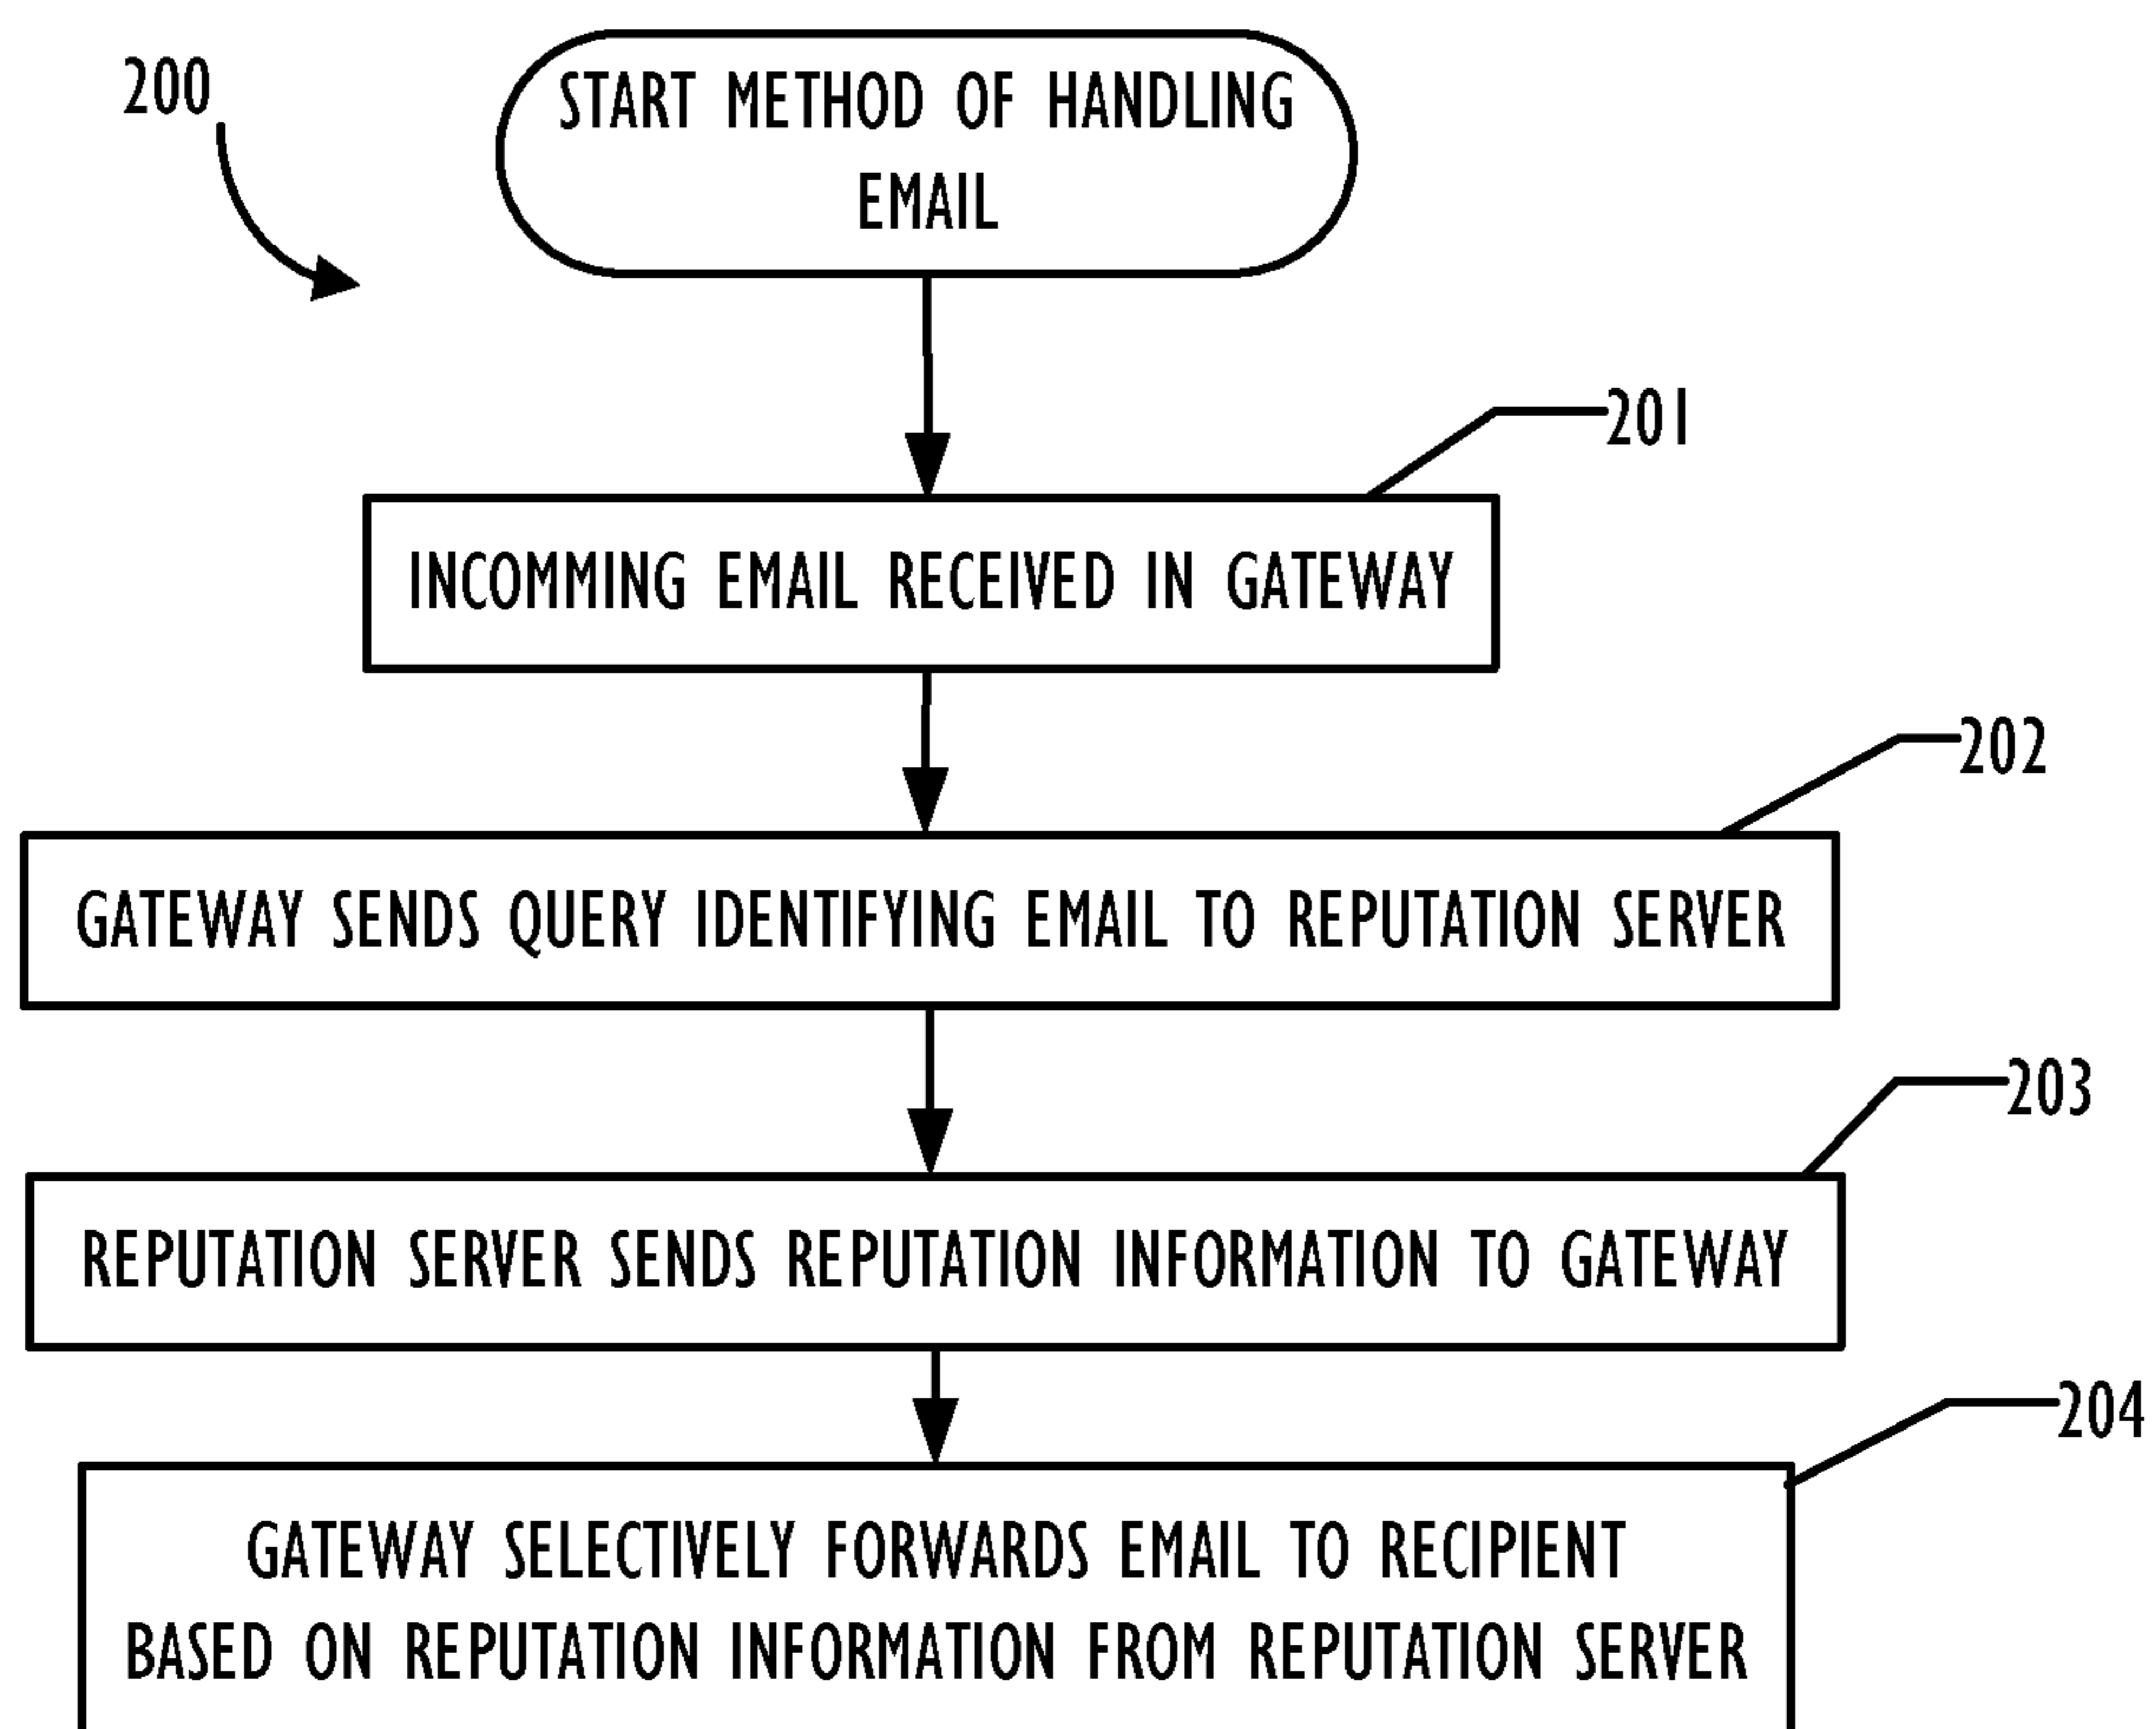 200
START METHOD OF HANDLING
EMAIL
201
INCOMMING EMAIL RECEIVED IN GATEWAY
202
GATEWAY SENDS QUERY IDENTIFYING EMAIL TO REPUTATION SERVER
203
REPUTATION SERVER SENDS REPUTATION INFORMATION TO GATEWAY
204
GATEWAY SELECTIVELY FORWARDS EMAIL TO RECIPIENT
BASED ON REPUTATION INFORMATION FROM REPUTATION SERVER